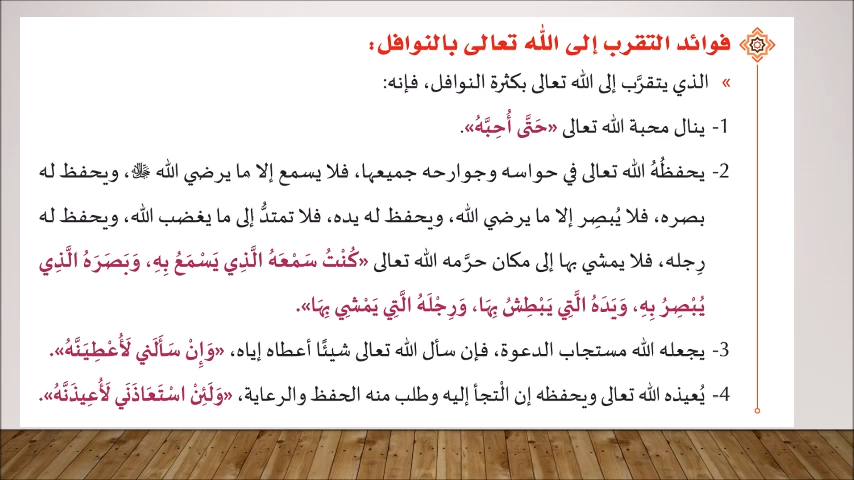 فوائد التقرب إلى الله تعالى بالنوافل:
» الذي يتقرَّب إلى الله تعالى بكثرة النوافل، فإنه:
1- ينال محبة الله تعالى «حَتَّى أُحِبَّهُ».
2- يحفظُهُ الله تعالى في حواسه وجوارحه جميعها، فلا يسمع إلا ما يرضي الله ﷻ، ويحفظ له
بصره، فلا يُبصِر إلا ما يرضي الله، ويحفظ له يده، فلا تمتدُّ إلى ما يغضب الله، ويحفظ له
رِجله، فلا يمشي بها إلى مكان حرَّمه الله تعالى «كُنْتُ سَمْعَهُ الَّذِي يَسْمَعُ بِهِ، وَبَصَرَهُ الَّذِي
يُبْصِرُ بِهِ، وَيَدَهُ الَّتِي يَبْطِشُ بِهَا، وَرِجْلَهُ الَّتِي يَمْشِي بِهَا».
3- يجعله الله مستجاب الدعوة، فإن سأل الله تعالى شيئًا أعطاه إياه، «وَإِنْ سَأَلَني لَأُعْطِيَنَّهُ».
4- يُعيذه الله تعالى ويحفظه إن الْتجأ إليه وطلب منه الحفظ والرعاية، «وَلَئِنْ اسْتَعَاذَنَي لَأُعِيذَنَّهُ».